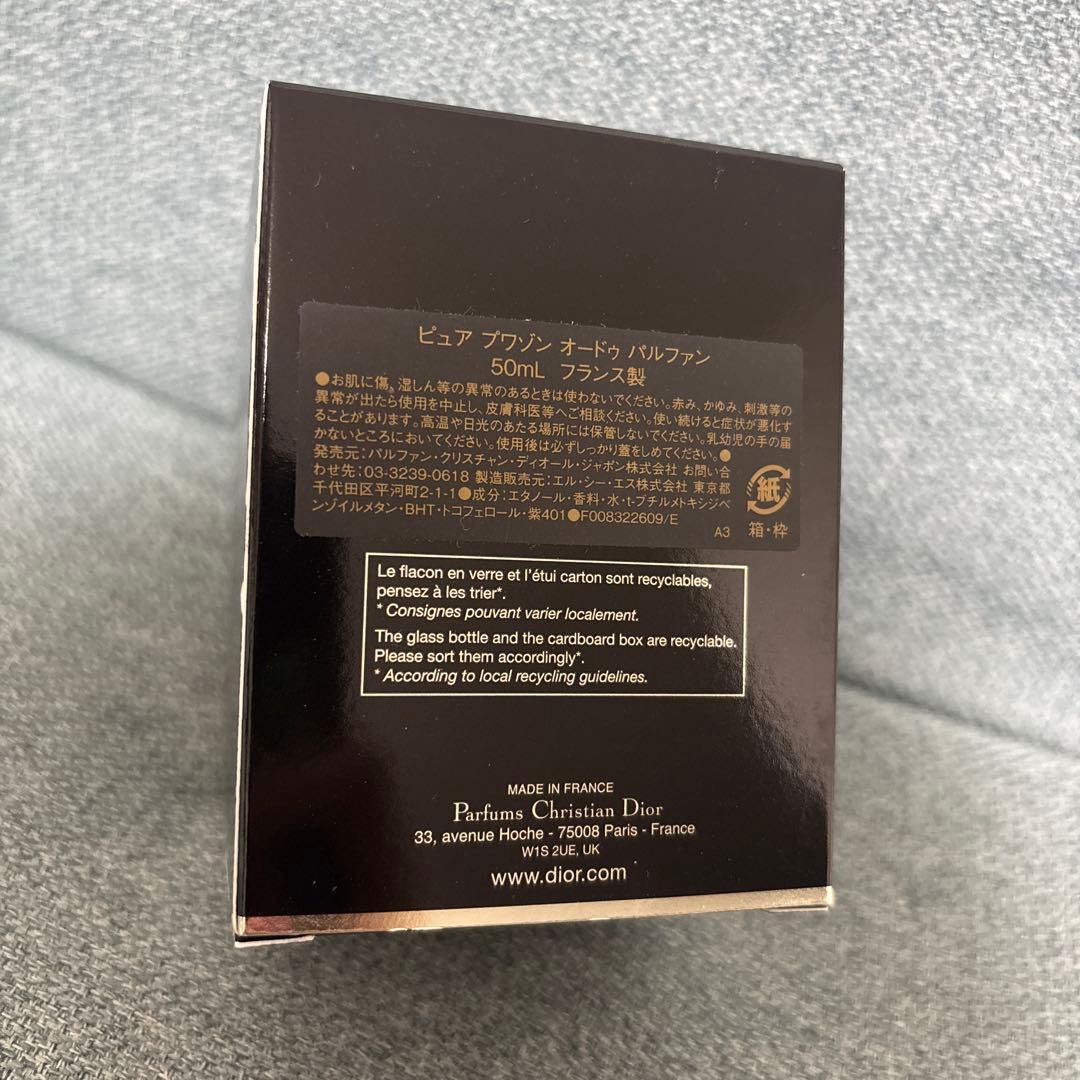 ピュア プワゾン オードゥ パルファン
50mL フランス製
●お肌に傷、湿しん等の異常のあるときは使わないでください。赤み、かゆみ、刺激等の
異常が出たら使用を中止し、皮膚科医等へご相談ください。使い続けると症状が悪化す
ることがあります。高温や日光のあたる場所には保管しないでください。乳幼児の手の届
かないところにおいてください。使用後は必ずしっかり蓋をしめてください。●
発売元：パルファン・クリスチャン・ディオール・ジャポン株式会社 お問い合
わせ先：03-3239-0618 製造販売元：エル・シー・エス株式会社 東京都
千代田区平河町2-1-1●成分：エタノール・香料・水・t-ブチルメトキシジベ
ンゾイルメタン・BHT・トコフェロール・紫401●F008322609/E
A3
紙
箱・枠
Le flacon en verre et l'étui carton sont recyclables,
pensez à les trier*.
* Consignes pouvant varier localement.
The glass bottle and the cardboard box are recyclable.
Please sort them accordingly*.
* According to local recycling guidelines.
MADE IN FRANCE
Parfums Christian Dior
33, avenue Hoche - 75008 Paris - France
W1S 2UE, UK
www.dior.com